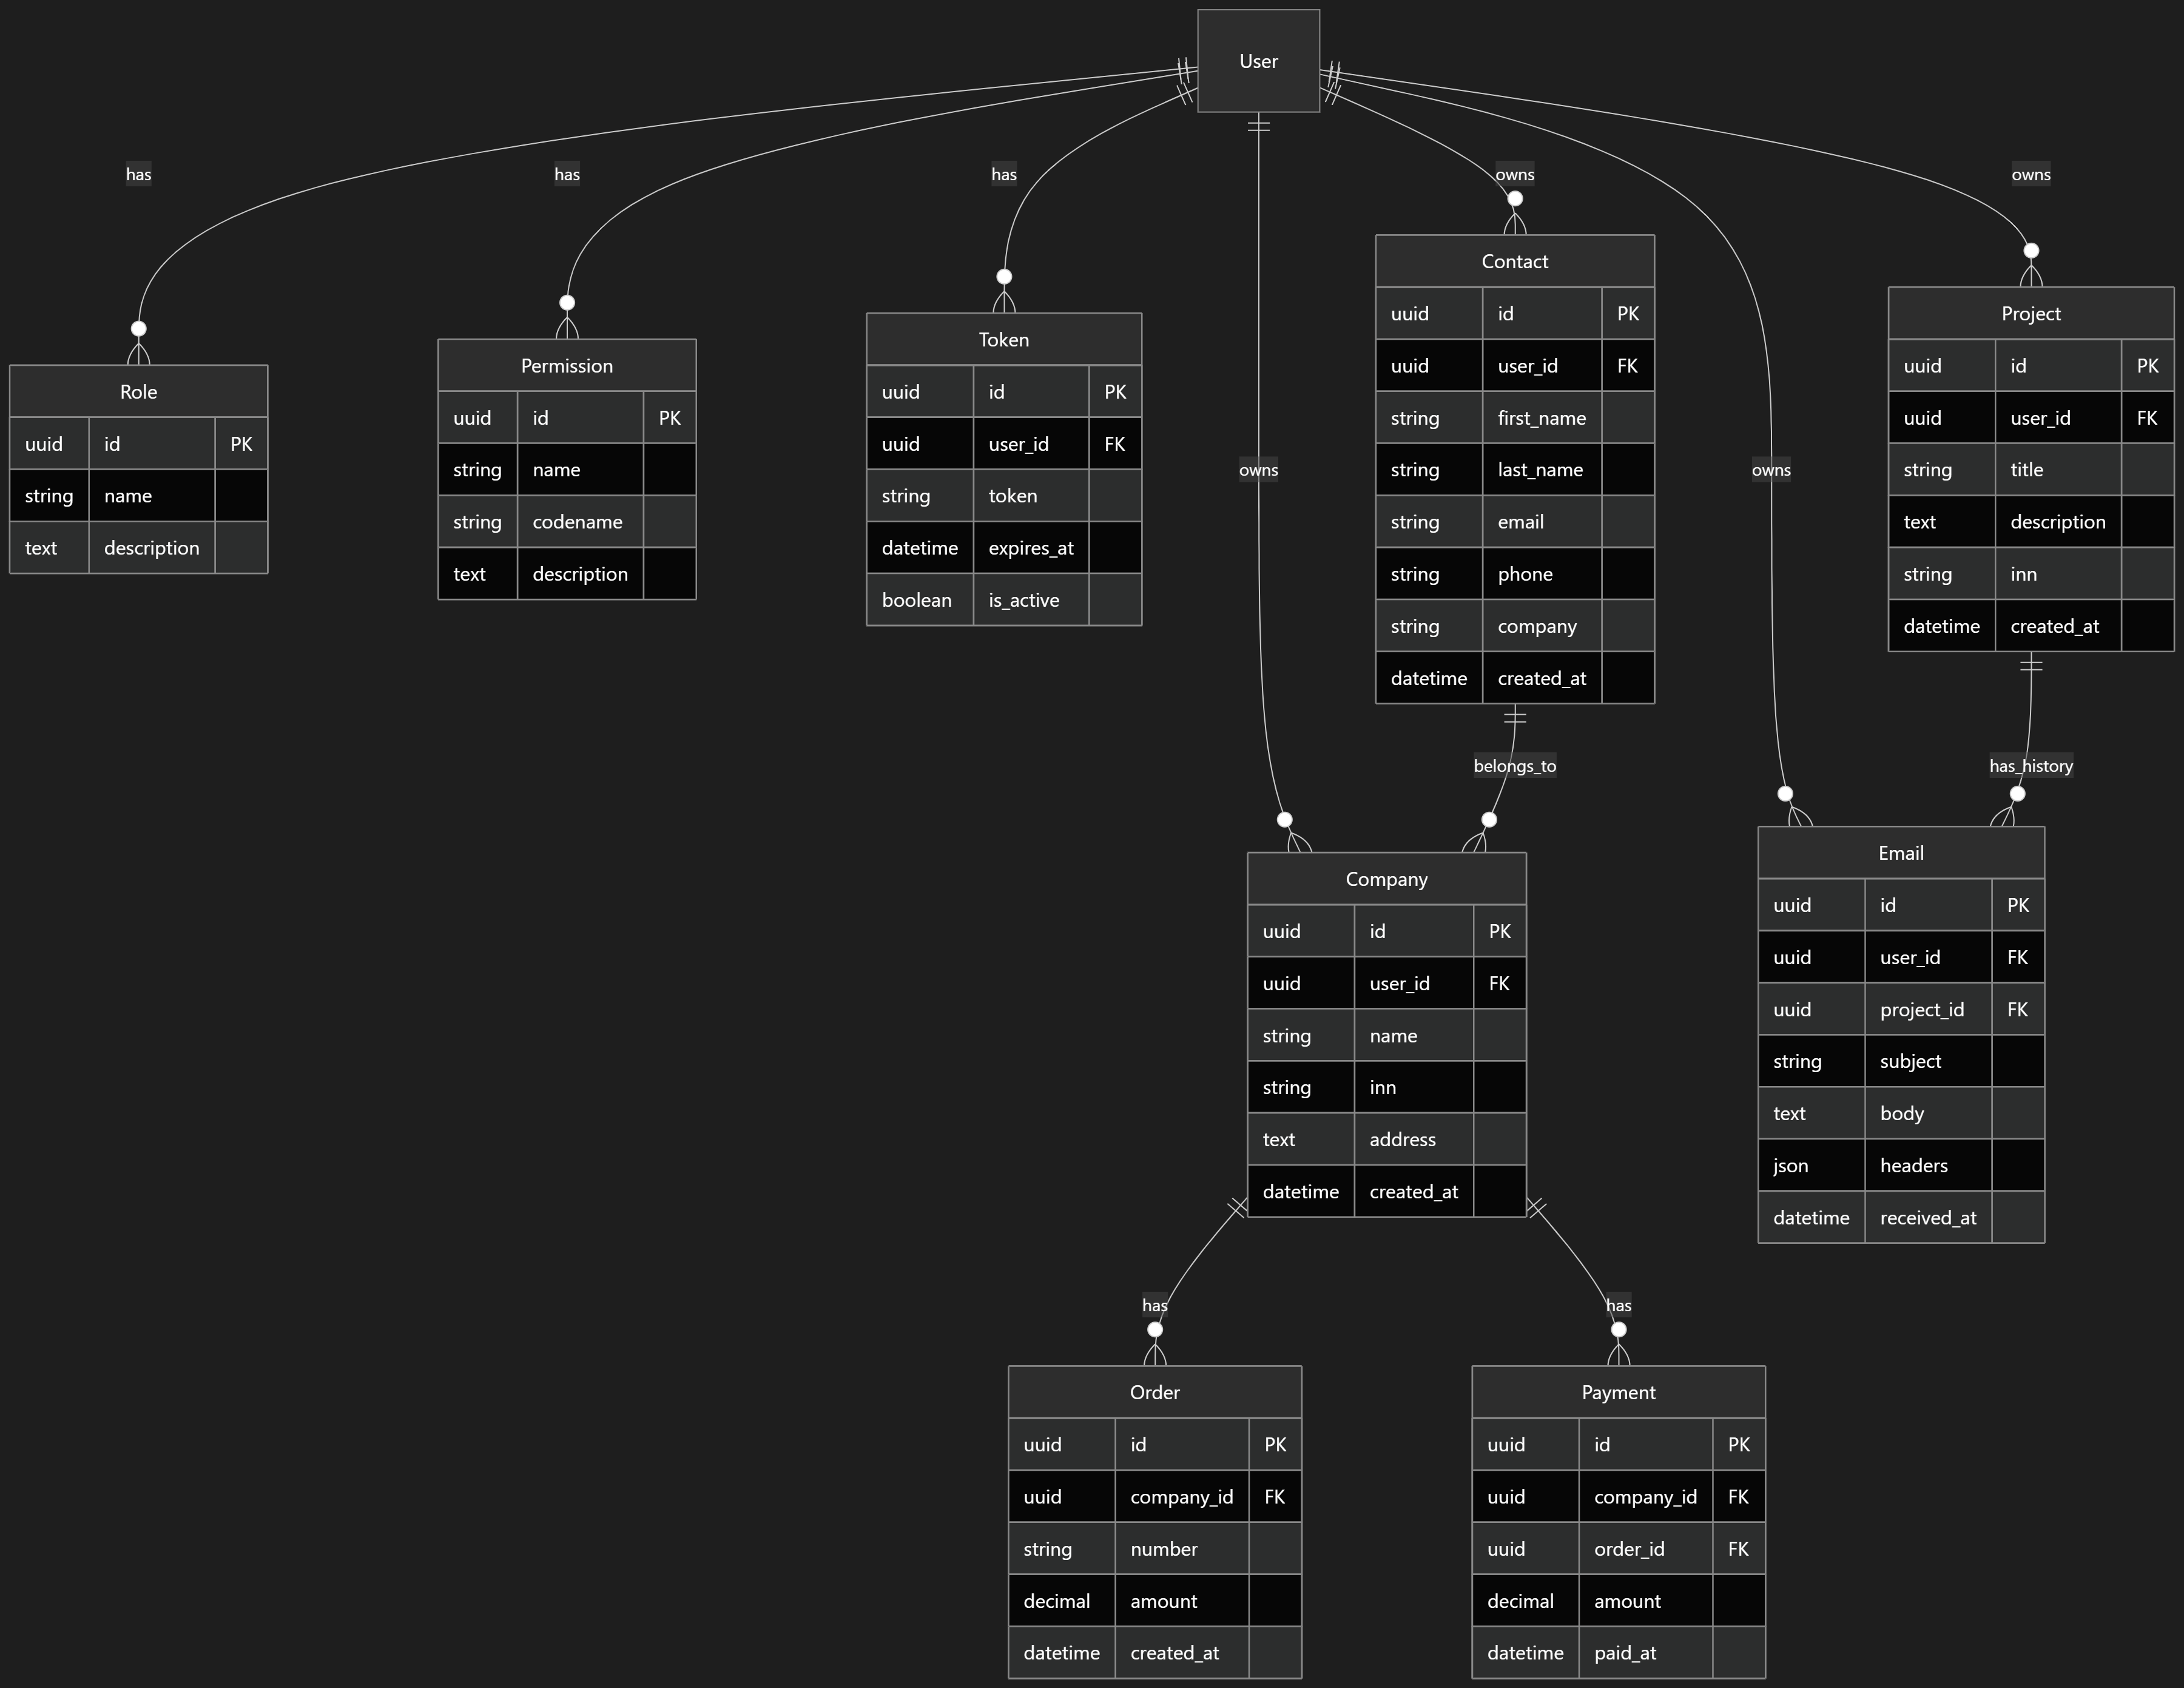 User
has
has
has
owns
owns
owns
owns
Role
uuid id PK
string name
text description
Permission
uuid id PK
string name
string codename
text description
Token
uuid id PK
uuid user_id FK
string token
datetime expires_at
boolean is_active
Contact
uuid id PK
uuid user_id FK
string first_name
string last_name
string email
string phone
string company
datetime created_at
Project
uuid id PK
uuid user_id FK
string title
text description
string inn
datetime created_at
belongs_to
has_history
Company
uuid id PK
uuid user_id FK
string name
string inn
text address
datetime created_at
Email
uuid id PK
uuid user_id FK
uuid project_id FK
string subject
text body
json headers
datetime received_at
has
has
Order
uuid id PK
uuid company_id FK
string number
decimal amount
datetime created_at
Payment
uuid id PK
uuid company_id FK
uuid order_id FK
decimal amount
datetime paid_at